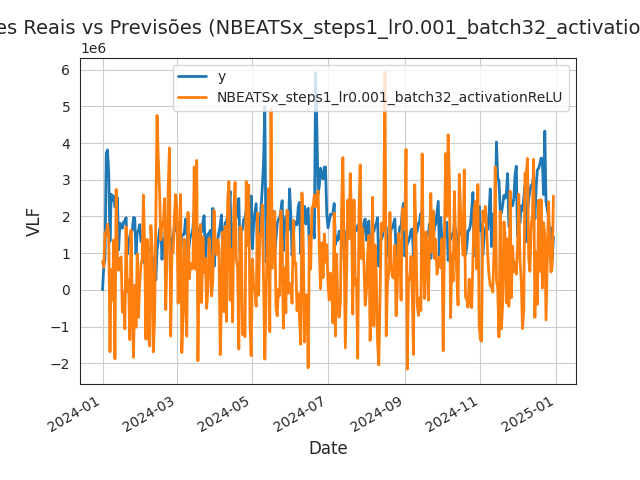 es Reais vs Previsões (NBEATSx_steps1_lr0.001_batch32_activatio
1e6
y
NBEATSx_steps1_lr0.001_batch32_activationReLU
6
5
4
3
2
1
0
−1
−2
VLF
2024-01
2024-03
2024-05
2024-07
2024-09
2024-11
2025-01
Date